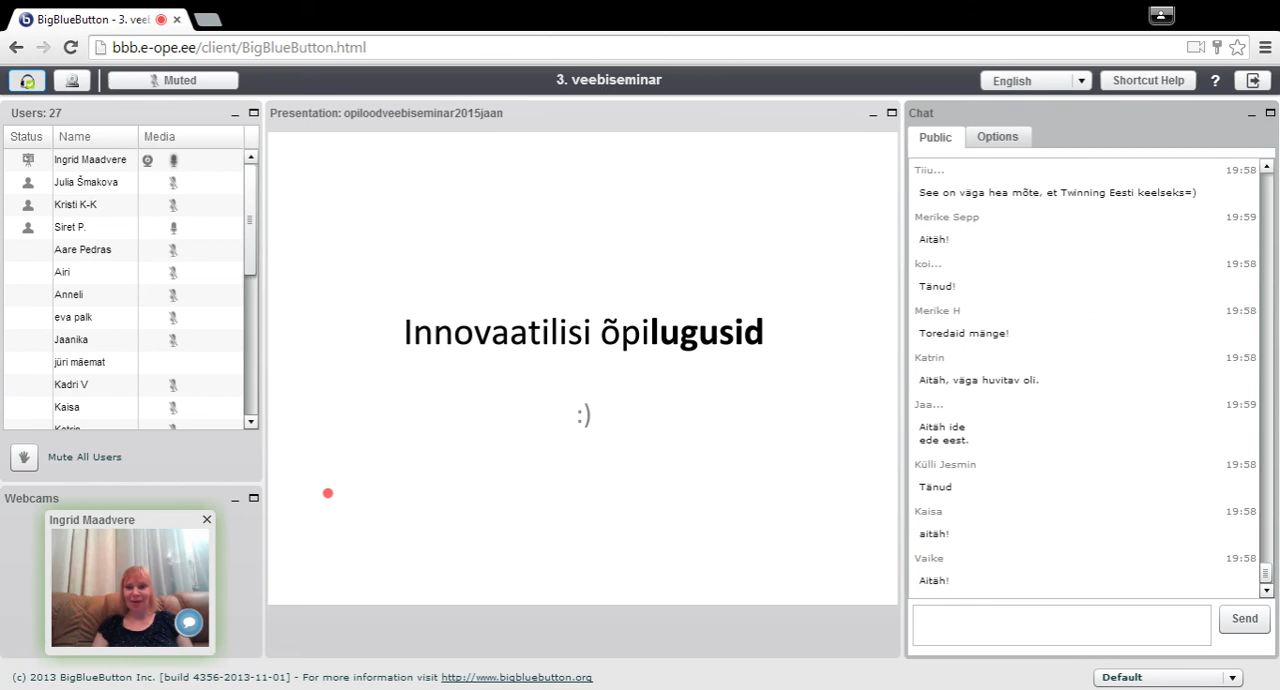 BigBlueButton - 3. veel
bbb.e-ope.ee/client/BigBlueButton.html
Muted
3. veebiseminar
English
Shortcut Help
?
Users: 27
Status Name Media
Ingrid Maadvere
Julia Šmakova
Kristi K-K
Siret P.
Aare Pedras
Airi
Anneli
eva palk
Jaanika
jüri mäemat
Kadri V
Kaisa
Katrin
Mute All Users
Webcams
Ingrid Maadvere
Presentation: opiloodveebiseminar2015jaan
Innovaatilisi õpilugusid
:)
Chat
Public Options
Tiiu... 19:58
See on väga hea mõte, et Twinning Eesti keelseks=)
Merike Sepp 19:59
Aitäh!
koi... 19:58
Tänud!
Merike H 19:58
Toredaid mänge!
Katrin 19:58
Aitäh, väga huvitav oli.
Jaa... 19:59
Aitäh ide
ede eest.
Külli Jesmin 19:58
Tänud
Kaisa 19:58
aitäh!
Vaike 19:58
Aitäh!
Send
(c) 2013 BigBlueButton Inc. [build 4356-2013-11-01] - For more information visit http://www.bigbluebutton.org
Default